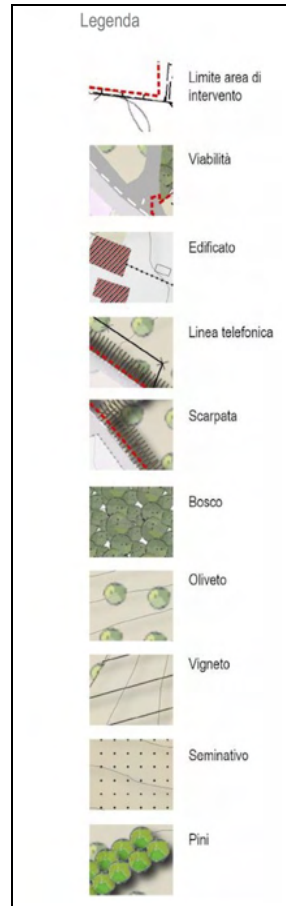 Legenda
Limite area di
intervento
Viabilità
Edificato
Linea telefonica
Scarpata
Bosco
Oliveto
Vigneto
Seminativo
Pini